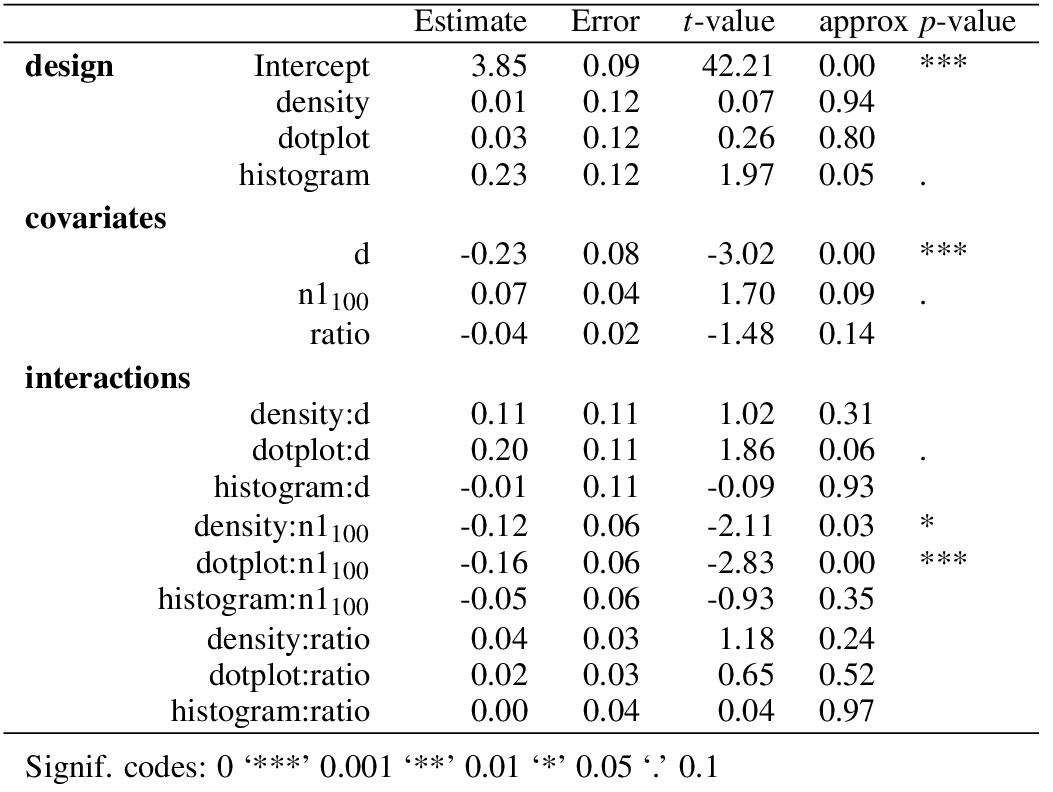 Estimate Error t-value approx p-value
design Intercept 3.85 0.09 42.21 0.00 ***
density 0.01 0.12 0.07 0.94
dotplot 0.03 0.12 0.26 0.80
histogram 0.23 0.12 1.97 0.05 .
covariates
d -0.23 0.08 -3.02 0.00 ***
n1100 0.07 0.04 1.70 0.09 .
ratio -0.04 0.02 -1.48 0.14
interactions
density:d 0.11 0.11 1.02 0.31
dotplot:d 0.20 0.11 1.86 0.06 .
histogram:d -0.01 0.11 -0.09 0.93
density:n1100 -0.12 0.06 -2.11 0.03 *
dotplot:n1100 -0.16 0.06 -2.83 0.00 ***
histogram:n1100 -0.05 0.06 -0.93 0.35
density:ratio 0.04 0.03 1.18 0.24
dotplot:ratio 0.02 0.03 0.65 0.52
histogram:ratio 0.00 0.04 0.04 0.97
Signif. codes: 0 ‘***’ 0.001 ‘**’ 0.01 ‘*’ 0.05 ‘.’ 0.1